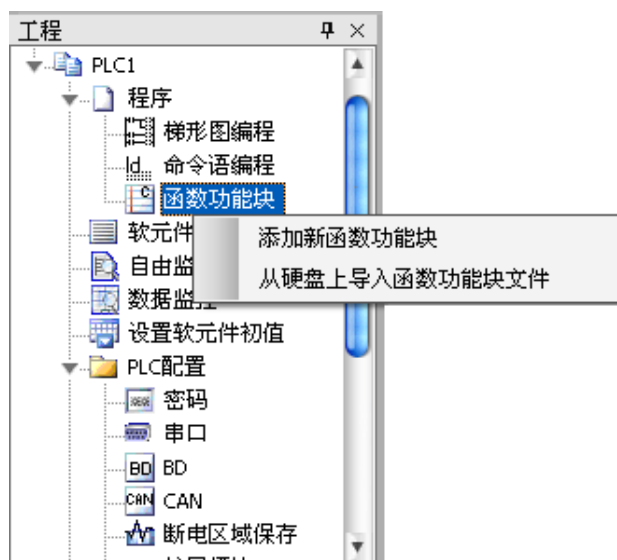 工程
PLC1
程序
梯形图编程
ld 命令语编程
C 函数功能块
软元件
添加新函数功能块
自由监
从硬盘上导入函数功能块文件
数据监
设置软元件初值
PLC配置
密码
串口
BD BD
CAN CAN
断电区域保存